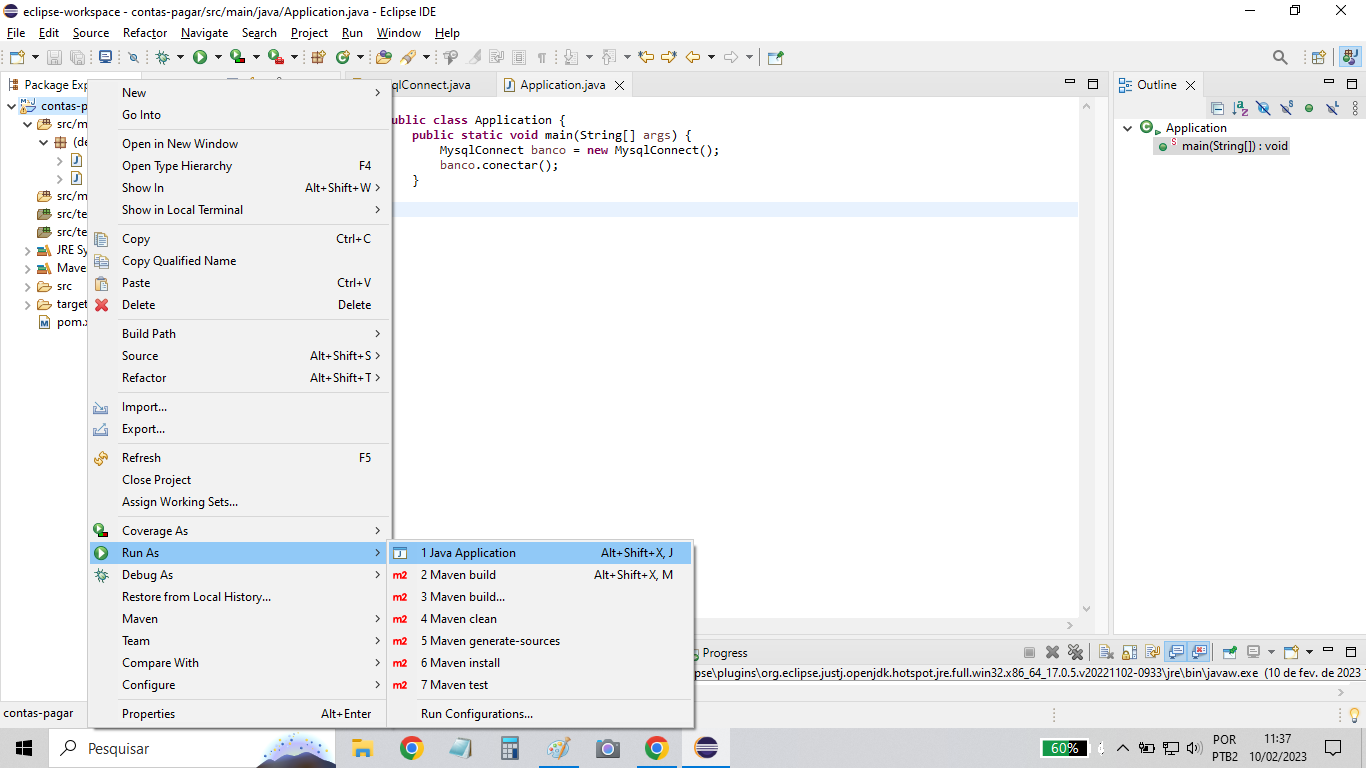 eclipse-workspace - contas-pagar/src/main/java/Application.java - Eclipse IDE
File Edit Source Refactor Navigate Search Project Run Window Help
Package Exp
qlConnect.java
Application.java
Outline
contas-p
src/m
(de
src/m
src/te
src/te
JRE Sy
Mave
src
target
pom.x
New
Go Into
Open in New Window
Open Type Hierarchy F4
Show In Alt+Shift+W
Show in Local Terminal
Copy Ctrl+C
Copy Qualified Name
Paste Ctrl+V
Delete Delete
Build Path
Source Alt+Shift+S
Refactor Alt+Shift+T
Import...
Export...
Refresh F5
Close Project
Assign Working Sets...
Coverage As
Run As
Debug As
Restore from Local History...
Maven
Team
Compare With
Configure
Properties Alt+Enter
1 Java Application Alt+Shift+X, J
2 Maven build Alt+Shift+X, M
3 Maven build...
4 Maven clean
5 Maven generate-sources
6 Maven install
7 Maven test
Run Configurations...
ublic class Application {
public static void main(String[] args) {
MysqlConnect banco = new MysqlConnect();
banco.conectar();
}
Application
main(String[]) : void
Progress
pse\plugins\org.eclipse.justj.openjdk.hotspot.jre.full.win32.x86_64_17.0.5.v20221102-0933\jre\bin\javaw.exe (10 de fev. de 2023 1
contas-pagar
Pesquisar
60%
POR
PTB2
11:37
10/02/2023